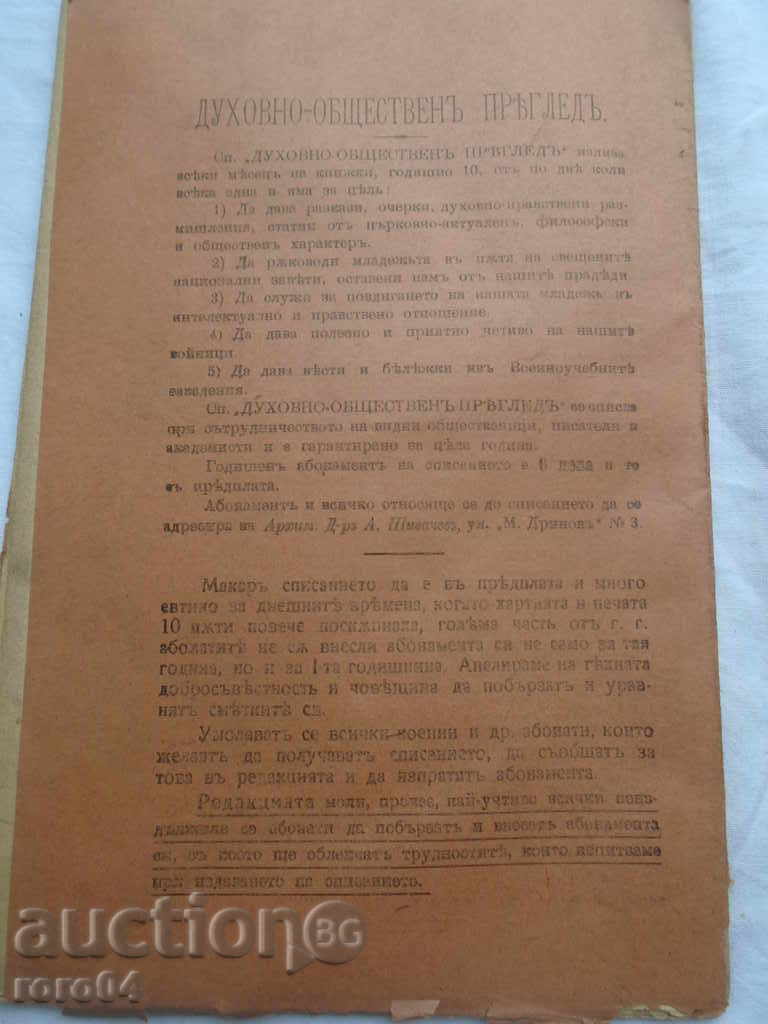 ДУХОВНО-ОБЩЕСТВЕНЪ ПРѢГЛЕДЪ.
Сп. „ДУХОВНО-ОБЩЕСТВЕНЪ ПРѢГЛЕДЪ“ излиза
всѣки мѣсецъ на книжки, годишно 10, отъ по двѣ коли
всѣка една и има за цѣль:
1) Да дава разкази, очерки, духовно-нравствени раз-
мишления, статии отъ църковно-актуаленъ, философски
и общественъ характеръ.
2) Да рѫководи младежьта въ пѫтя на свещенитѣ
национални завѣти, оставени намъ отъ нашитѣ прадѣди
3) Да служи за повдигането на нашата младежь въ
интелектуално и нравствено отношение.
4) Да дава полезно и приятно четиво на нашитѣ
войници.
5) Да дава вѣсти и бѣлѣжки изъ Военноучебнитѣ
заведения.
Сп. „ДУХОВНО-ОБЩЕСТВЕНЪ ПРѢГЛЕДЪ“ се списва
при сътрудничеството на видни общественици, писатели и
академисти и е гарантирано за цѣла година.
Годишенъ абонаментъ на списанието е 6 лева и то
въ прѣдплата.
Абонаментъ и всичко относяще се до списанието да се
адресира на Архим. Д-ръ А. Шивачевъ, ул. „М. Дриновъ“ № 3.
Макаръ списанието да е въ прѣдплата и много
евтино за днешнитѣ врѣмена, когато хартията и печата
10 пѫти повече поскѫпнала, голѣма часть отъ г. г.
аболатитѣ не сѫ внесли абонамента си не само за тая
година, но и за 1-та годишнина. Апелираме на тѣхната
добросъвѣстность и човѣщина да побързатъ и урав-
нятъ смѣткитѣ си.
Умоляватъ се всички военни и др. абонати, които
желаятъ да получаватъ списанието, да съобщатъ за
това въ редакцията и да изпратятъ абонамента.
Редакцията моли, прочее, най-учтиво всички
се абонати да побързатъ и внесатъ абонамента
си, съ което ще облекчатъ трудноститѣ, които изпитваме
при издаването на списанието.
auctionBG
roro04